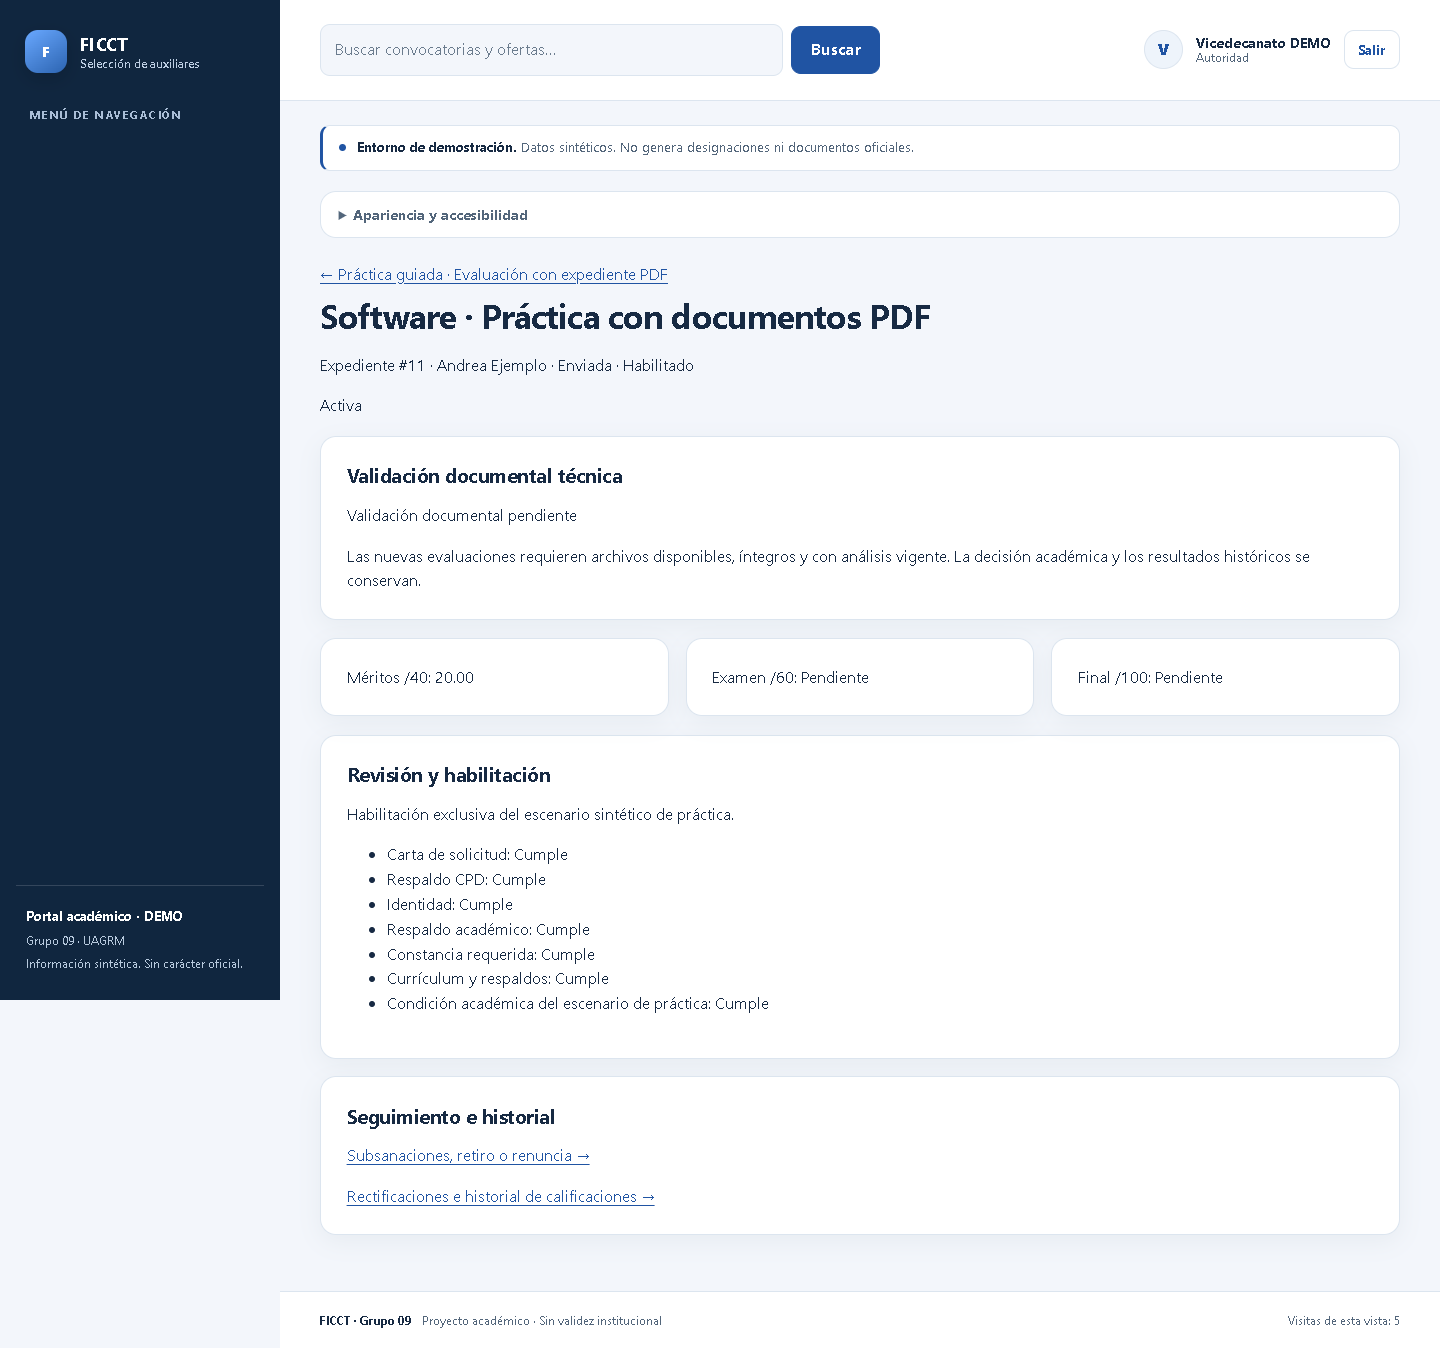 F
FICCT
Selección de auxiliares
MENÚ DE NAVEGACIÓN
Portal académico · DEMO
Grupo 09 · UAGRM
Información sintética. Sin carácter oficial.
Buscar convocatorias y ofertas...
Buscar
V
Vicedecanato DEMO
Autoridad
Salir
Entorno de demostración. Datos sintéticos. No genera designaciones ni documentos oficiales.
▶ Apariencia y accesibilidad
← Práctica guiada · Evaluación con expediente PDF
Software · Práctica con documentos PDF
Expediente #11 · Andrea Ejemplo · Enviada · Habilitado
Activa
Validación documental técnica
Validación documental pendiente
Las nuevas evaluaciones requieren archivos disponibles, íntegros y con análisis vigente. La decisión académica y los resultados históricos se
conservan.
Méritos /40: 20.00
Examen /60: Pendiente
Final /100: Pendiente
Revisión y habilitación
Habilitación exclusiva del escenario sintético de práctica.
• Carta de solicitud: Cumple
• Respaldo CPD: Cumple
• Identidad: Cumple
• Respaldo académico: Cumple
• Constancia requerida: Cumple
• Currículum y respaldos: Cumple
• Condición académica del escenario de práctica: Cumple
Seguimiento e historial
Subsanaciones, retiro o renuncia →
Rectificaciones e historial de calificaciones →
FICCT · Grupo 09 Proyecto académico · Sin validez institucional
Visitas de esta vista: 5